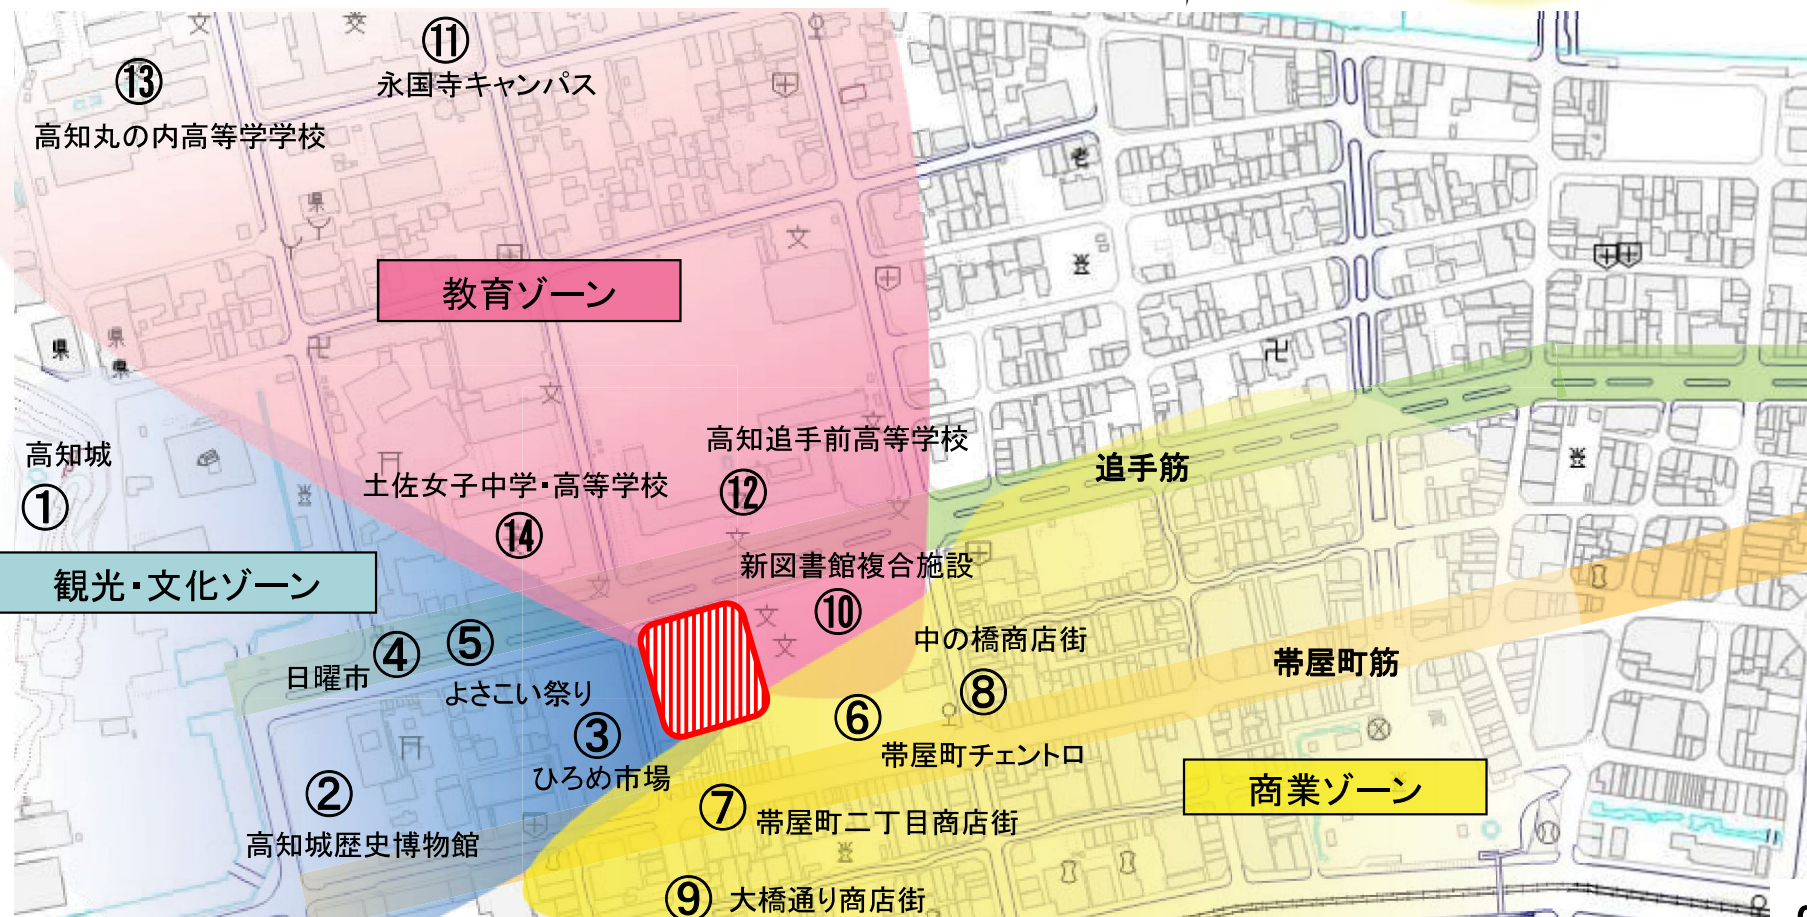 ⑪
永国寺キャンパス
⑬
高知丸の内高等学学校
県
老
教育ゾーン
県
県
県
高知城
①
土佐女子中学・高等学校
⑭
高知追手前高等学校
⑫
追手筋
観光・文化ゾーン
新図書館複合施設
⑩
日曜市
④
⑤
よさこい祭り
③
ひろめ市場
中の橋商店街
⑧
帯屋町筋
⑥
帯屋町チェントロ
②
高知城歴史博物館
⑦
帯屋町二丁目商店街
商業ゾーン
⑨
大橋通り商店街